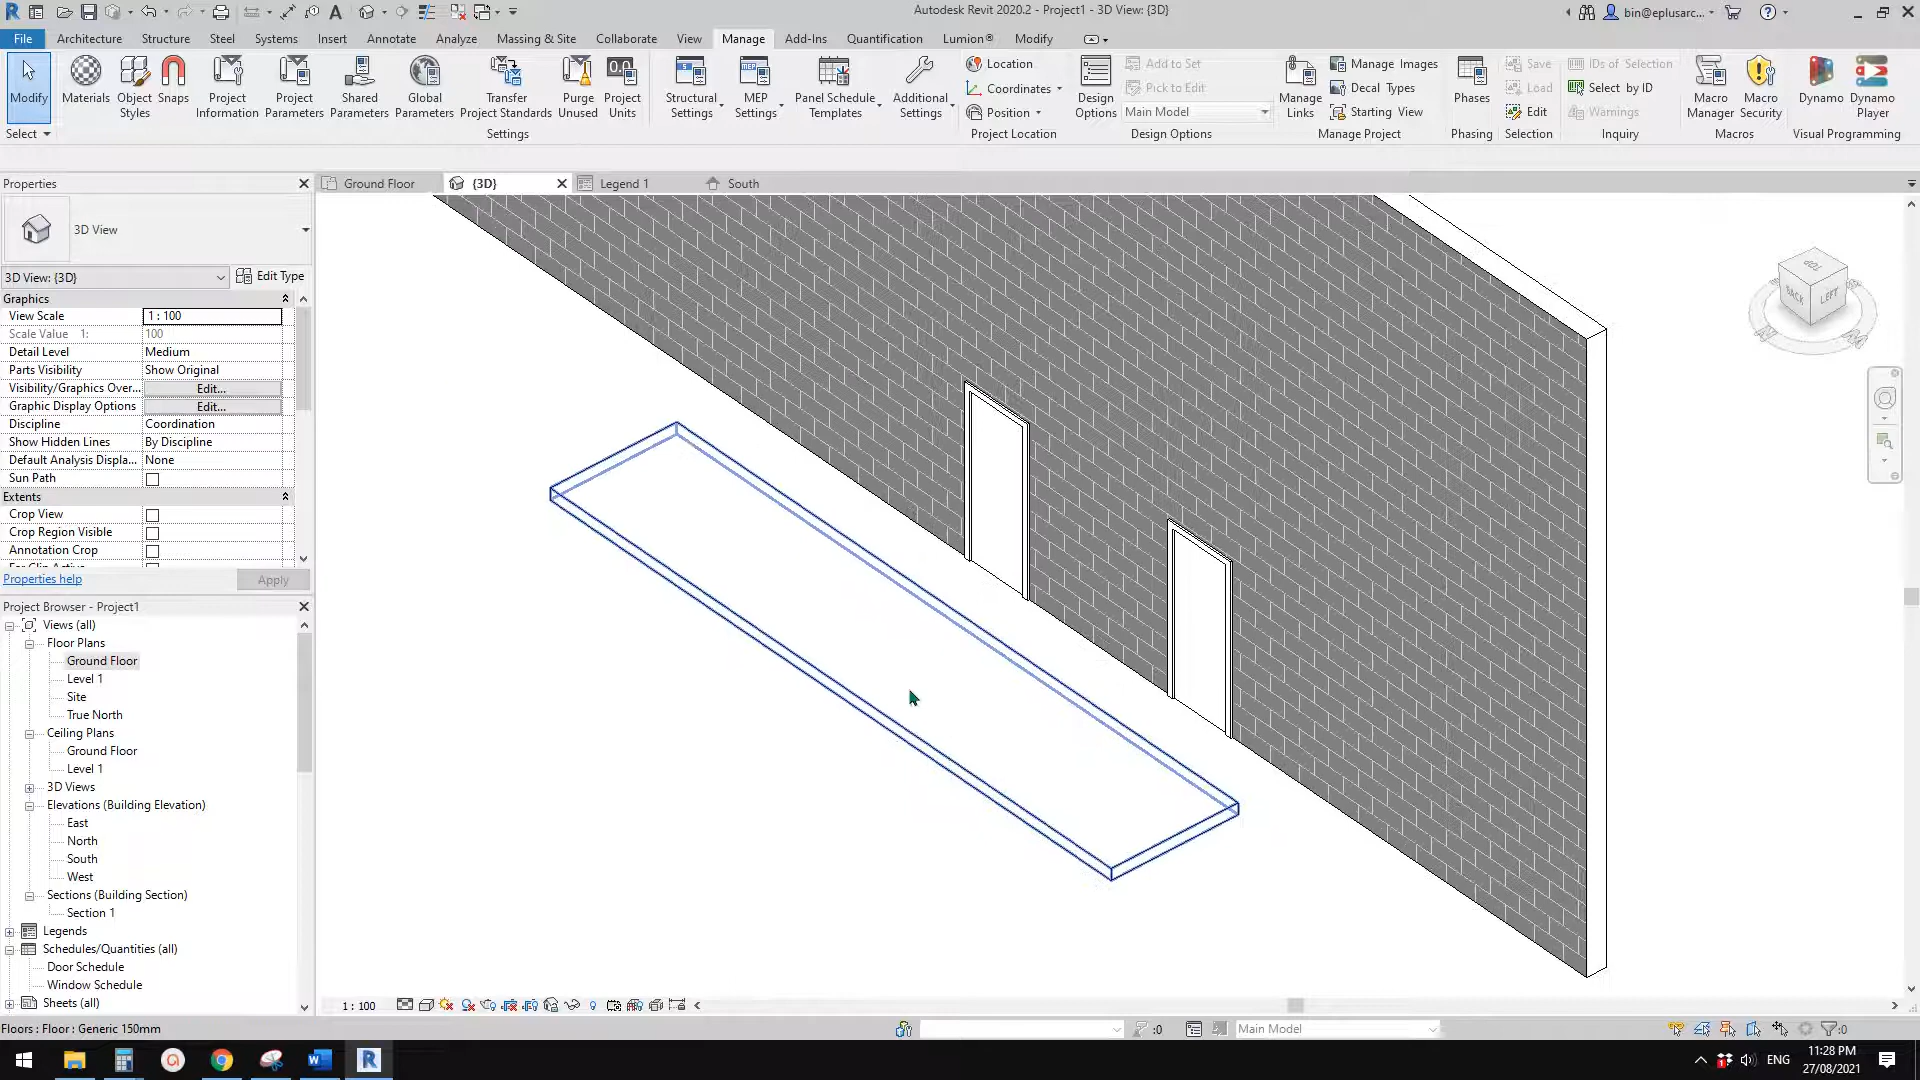 Autodesk Revit 2020.2 - Project1 - 3D View: {3D}
bin@eplusarc...
File Architecture Structure Steel Systems Insert Annotate Analyze Massing & Site Collaborate View Manage Add-Ins Quantification Lumion® Modify
Modify
Materials
Object Styles
Snaps
Project Information
Project Parameters
Shared Parameters
Global Parameters
Transfer Project Standards
Purge Unused
Project Units
Structural Settings
MEP Settings
Panel Schedule Templates
Additional Settings
Location
Coordinates
Position
Design Options
Add to Set
Pick to Edit
Main Model
Manage Links
Manage Images
Decal Types
Starting View
Phases
Save
Load
Edit
IDs of Selection
Select by ID
Warnings
Macro Manager
Macro Security
Dynamo
Dynamo Player
Select Settings Project Location Design Options Manage Project Phasing Selection Inquiry Macros Visual Programming
Properties
Ground Floor {3D} Legend 1 South
3D View
3D View: {3D} Edit Type
Graphics
View Scale 1 : 100
Scale Value 1: 100
Detail Level Medium
Parts Visibility Show Original
Visibility/Graphics Over... Edit...
Graphic Display Options Edit...
Discipline Coordination
Show Hidden Lines By Discipline
Default Analysis Displa... None
Sun Path
Extents
Crop View
Crop Region Visible
Annotation Crop
Properties help Apply
Project Browser - Project1
Views (all)
Floor Plans
Ground Floor
Level 1
Site
True North
Ceiling Plans
Ground Floor
Level 1
3D Views
Elevations (Building Elevation)
East
North
South
West
Sections (Building Section)
Section 1
Legends
Schedules/Quantities (all)
Door Schedule
Window Schedule
Sheets (all)
TOP
BACK
LEFT
1 : 100
Floors : Floor : Generic 150mm
:0
Main Model
:0
ENG
11:28 PM
27/08/2021